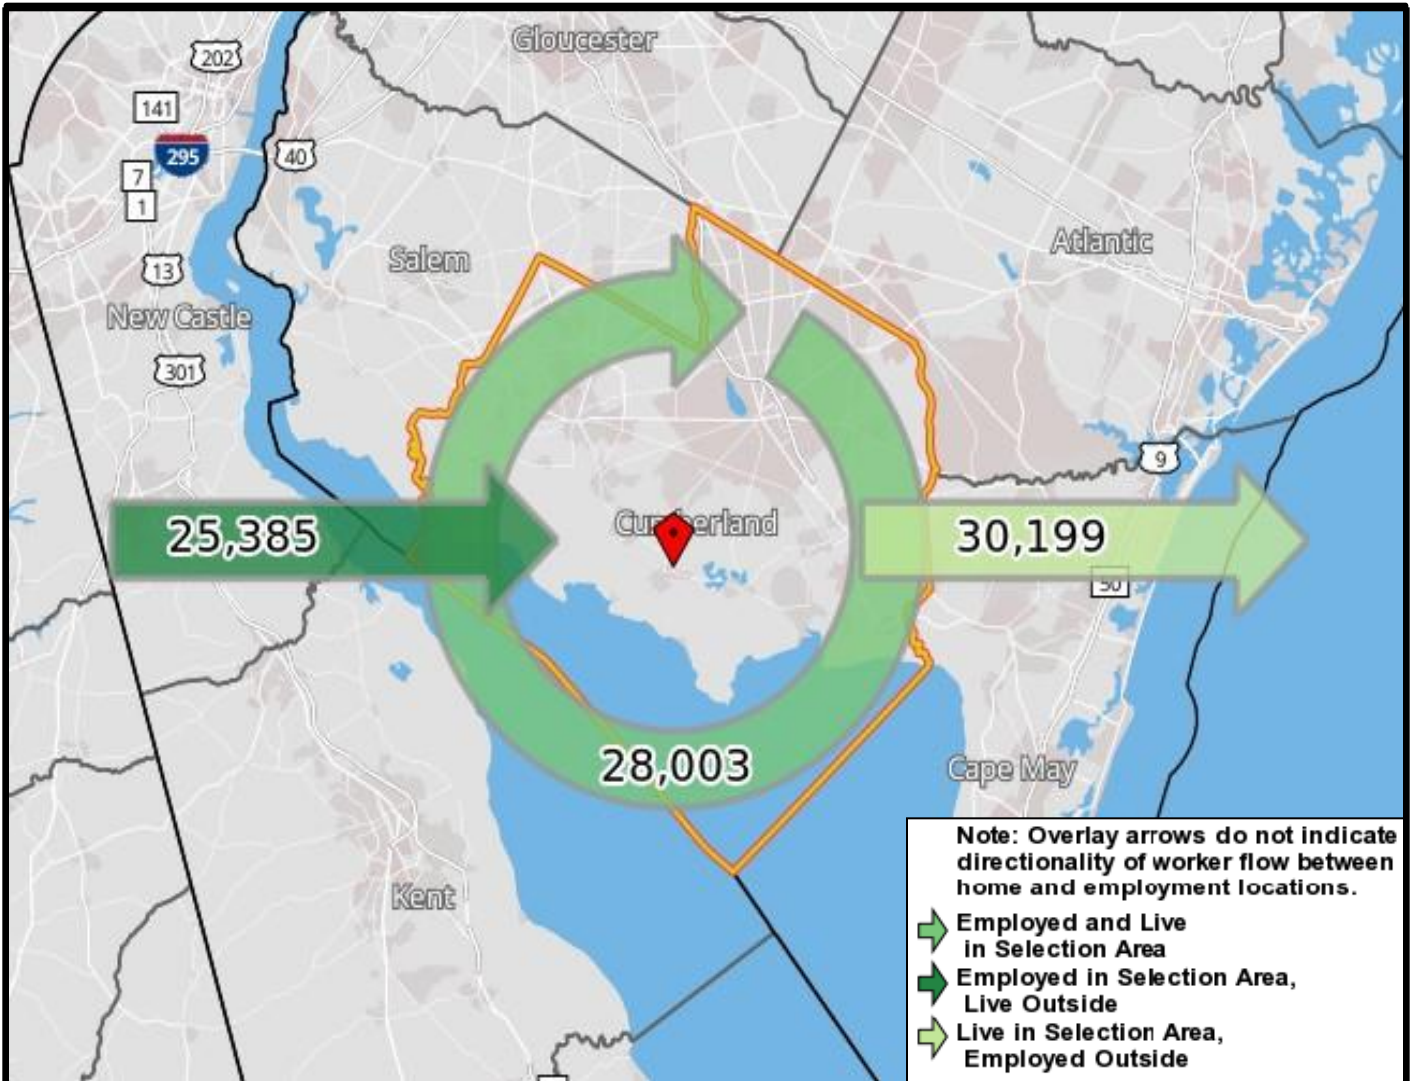 Gloucester
202
141
295
40
7
1
Salem
Atlantic
13
New Castle
301
9
25,385
Cumberland
30,199
50
28,003
Cape May
Kent
Note: Overlay arrows do not indicate
directionality of worker flow between
home and employment locations.
Employed and Live
in Selection Area
Employed in Selection Area,
Live Outside
Live in Selection Area,
Employed Outside